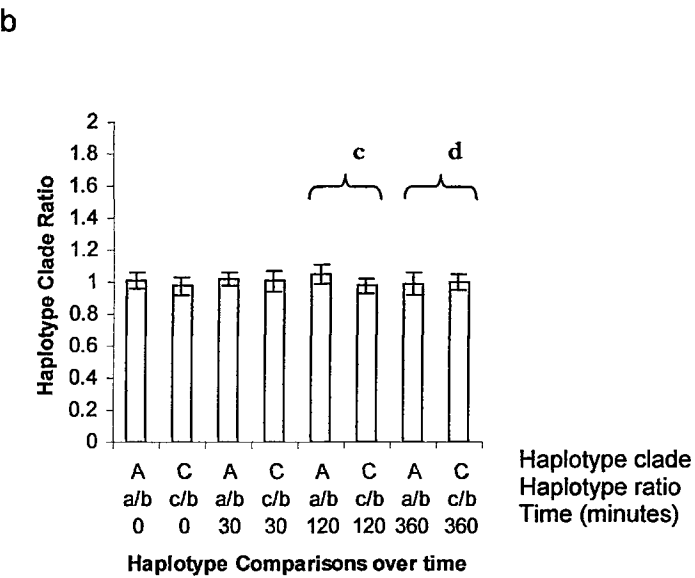 b
c d
2
1.8
1.6
1.4
1.2
1
0.8
0.6
0.4
0.2
0
Haplotype Clade Ratio
A C A C A C A C Haplotype clade
a/b c/b a/b c/b a/b c/b a/b c/b Haplotype ratio
0 0 30 30 120 120 360 360 Time (minutes)
Haplotype Comparisons over time